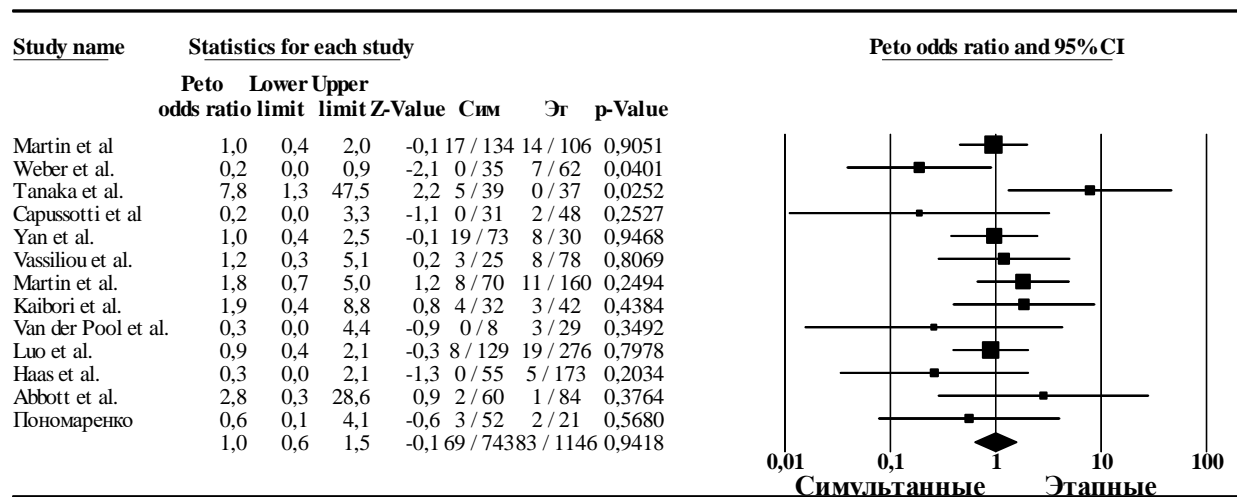 Study name Statistics for each study Peto odds ratio and 95% CI
Peto Lower Upper
odds ratio limit limit Z-Value Сим Эг p-Value
Martin et al 1,0 0,4 2,0 -0,1 17 / 134 14 / 106 0,9051
Weber et al. 0,2 0,0 0,9 -2,1 0 / 35 7 / 62 0,0401
Tanaka et al. 7,8 1,3 47,5 2,2 5 / 39 0 / 37 0,0252
Capussotti et al 0,2 0,0 3,3 -1,1 0 / 31 2 / 48 0,2527
Yan et al. 1,0 0,4 2,5 -0,1 19 / 73 8 / 30 0,9468
Vassiliou et al. 1,2 0,3 5,1 0,2 3 / 25 8 / 78 0,8069
Martin et al. 1,8 0,7 5,0 1,2 8 / 70 11 / 160 0,2494
Kaibori et al. 1,9 0,4 8,8 0,8 4 / 32 3 / 42 0,4384
Van der Pool et al. 0,3 0,0 4,4 -0,9 0 / 8 3 / 29 0,3492
Luo et al. 0,9 0,4 2,1 -0,3 8 / 129 19 / 276 0,7978
Haas et al. 0,3 0,0 2,1 -1,3 0 / 55 5 / 173 0,2034
Abbott et al. 2,8 0,3 28,6 0,9 2 / 60 1 / 84 0,3764
Пономаренко 0,6 0,1 4,1 -0,6 3 / 52 2 / 21 0,5680
1,0 0,6 1,5 -0,1 69 / 743 83 / 1146 0,9418
0,01 0,1 1 10 100
Симультанные Этапные